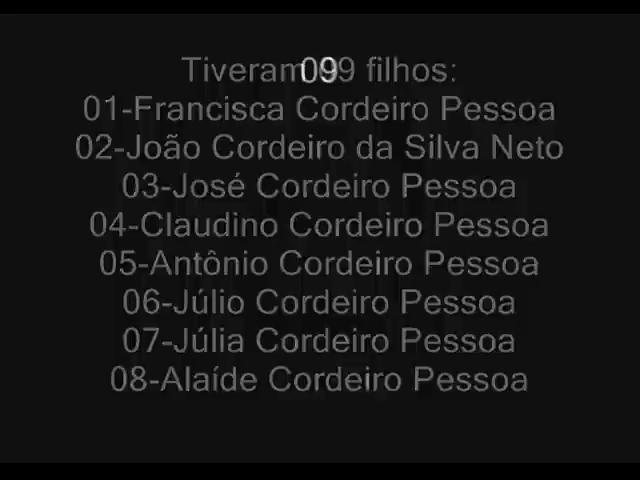 Tiveram 09 filhos:
01-Francisca Cordeiro Pessoa
02-João Cordeiro da Silva Neto
03-José Cordeiro Pessoa
04-Claudino Cordeiro Pessoa
05-Antônio Cordeiro Pessoa
06-Júlio Cordeiro Pessoa
07-Júlia Cordeiro Pessoa
08-Alaíde Cordeiro Pessoa